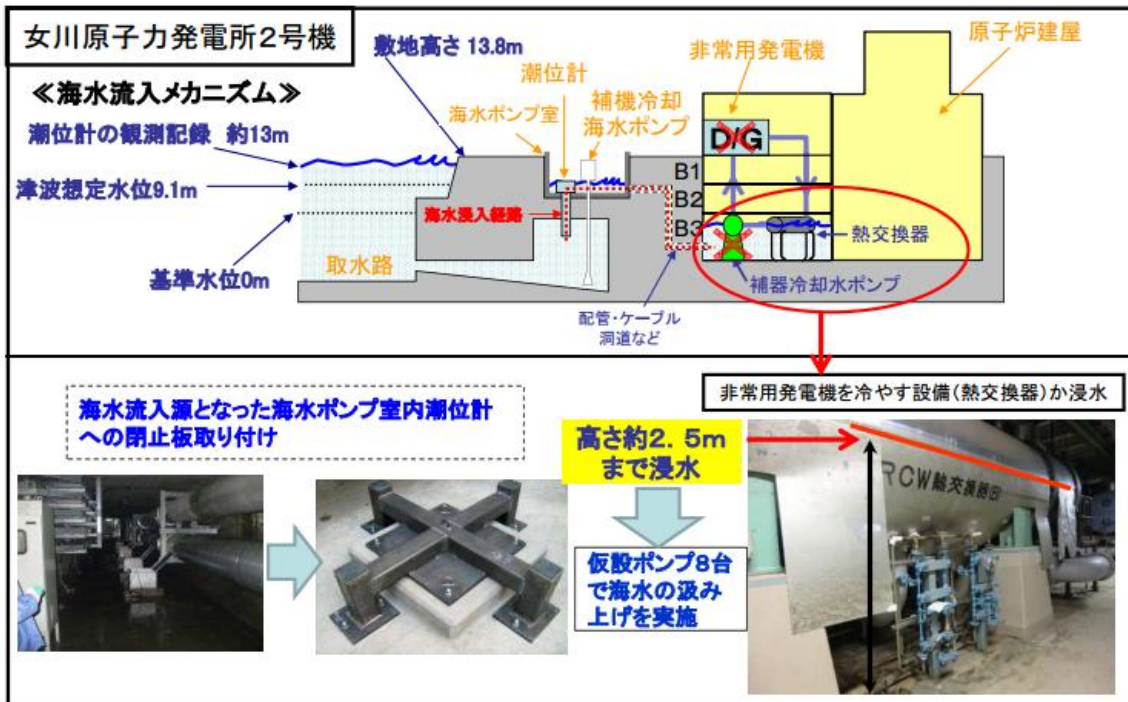 女川原子力発電所２号機
≪海水流入メカニズム≫
敷地高さ 13.8m
潮位計の観測記録 約13m
津波想定水位9.1m
基準水位0m
取水路
海水ポンプ室
潮位計
補機冷却
海水ポンプ
海水浸入経路
非常用発電機
原子炉建屋
D/G
B1
B2
B3
熱交換器
補器冷却水ポンプ
配管・ケーブル
洞道など
非常用発電機を冷やす設備(熱交換器)か浸水
海水流入源となった海水ポンプ室内潮位計
への閉止板取り付け
高さ約２．５m
まで浸水
仮設ポンプ８台
で海水の汲み
上げを実施
RCW熱交換器(B)